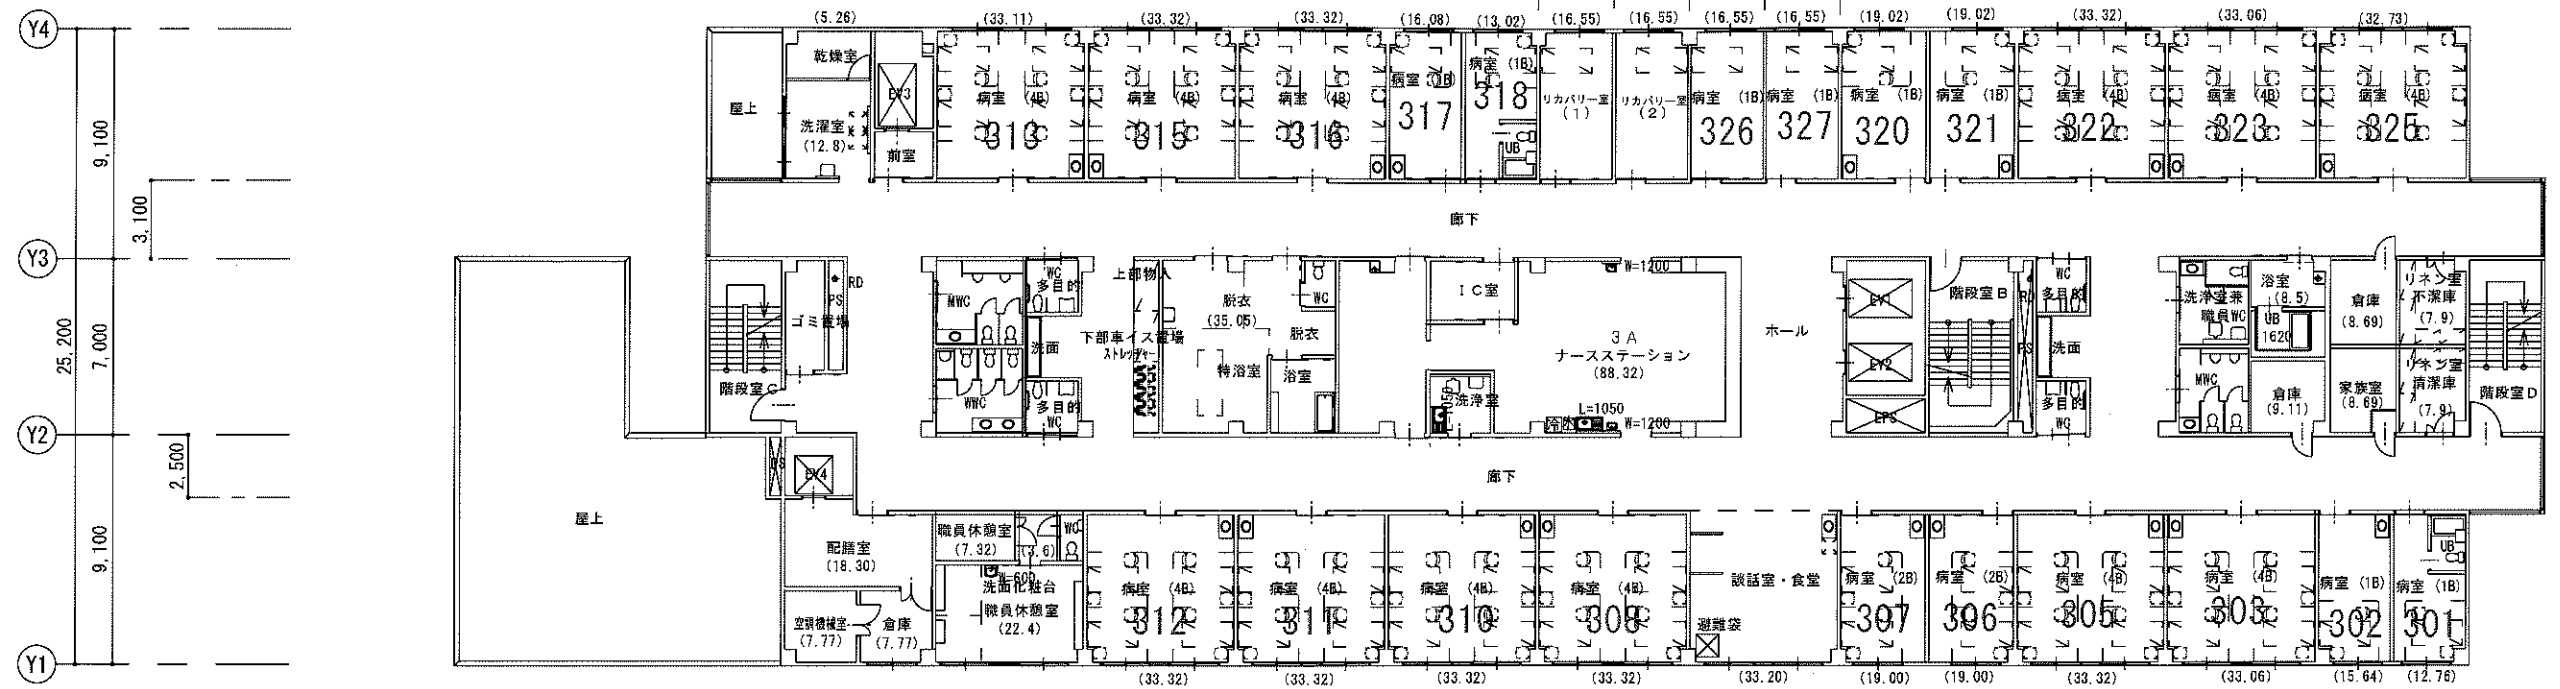 Y4
(5.26)
(33.11)
(33.32)
(33.32)
(16.08)
(13.02)
(16.55)
(16.55)
(16.55)
(16.55)
(19.02)
(19.02)
(33.32)
(33.06)
(32.73)
乾燥室
屋上
洗濯室
(12.8)
EV3
前室
病室 (4B)
313
病室 (4B)
315
病室 (4B)
316
病室 (1B)
317
病室 (1B)
318
UB
リカバリー室
(1)
リカバリー室
(2)
病室 (1B)
326
病室 (1B)
327
病室 (1B)
320
病室 (1B)
321
病室 (4B)
322
病室 (4B)
323
病室 (4B)
325
9,100
3,100
廊下
Y3
RD
PS
ゴミ置場
階段室C
MWC
WWC
WC
多目的
洗面
多目的
WC
上部物入
下部車イス置場
ストレッチャー
脱衣
(35.05)
WC
脱衣
特浴室
浴室
IC室
W=1200
3A
ナースステーション
(88.32)
洗浄室
L=1050
L=1050
W=1200
ホール
EV1
EV2
EPS
階段室B
RD
PS
WC
多目的
洗面
多目的
WC
洗浄室兼
職員WC
MWC
浴室
(8.5)
UB
1620
倉庫
(9.11)
倉庫
(8.69)
家族室
(8.69)
リネン室
不潔庫
(7.9)
リネン室
清潔庫
(7.9)
階段室D
25,200
7,000
Y2
2,500
EV4
廊下
屋上
9,100
配膳室
(18.30)
職員休憩室
(7.32)
(3.6)
WC
W=600
洗面化粧台
職員休憩室
(22.4)
空調機械室
(7.77)
倉庫
(7.77)
病室 (4B)
312
病室 (4B)
311
病室 (4B)
310
病室 (4B)
308
談話室・食堂
避難袋
病室 (2B)
307
病室 (2B)
306
病室 (4B)
305
病室 (4B)
303
病室 (1B)
302
UB
病室 (1B)
301
Y1
(33.32)
(33.32)
(33.32)
(33.32)
(33.20)
(19.00)
(19.00)
(33.32)
(33.06)
(15.64)
(12.76)